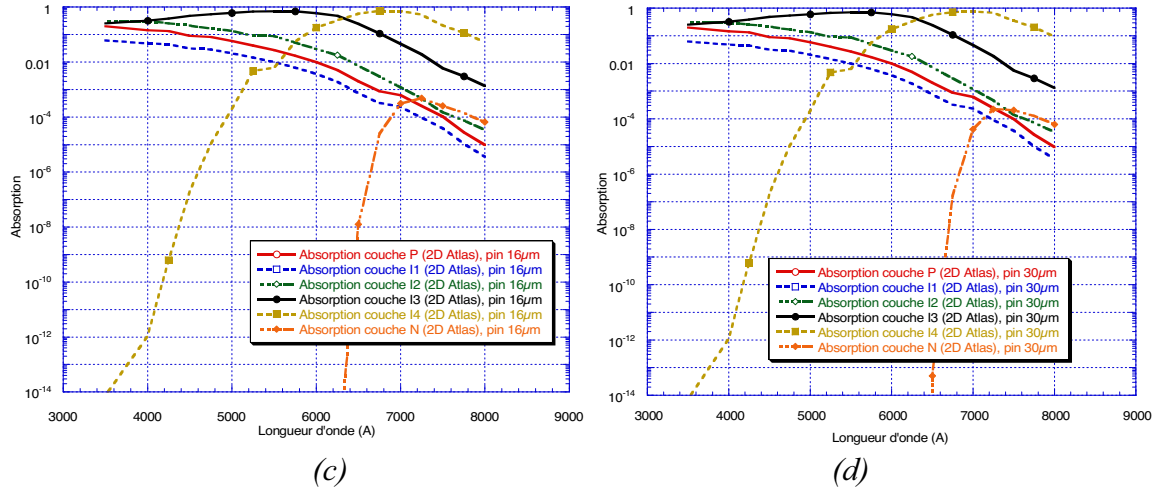 1
0.01
10-4
10-6
10-8
10-10
10-12
10-14
Absorption
Absorption couche P (2D Atlas), pin 16µm
Absorption couche I1 (2D Atlas), pin 16µm
Absorption couche I2 (2D Atlas), pin 16µm
Absorption couche I3 (2D Atlas), pin 16µm
Absorption couche I4 (2D Atlas), pin 16µm
Absorption couche N (2D Atlas), pin 16µm
3000 4000 5000 6000 7000 8000 9000
Longueur d'onde (A)
(c)
1
0.01
10-4
10-6
10-8
10-10
10-12
10-14
Absorption
Absorption couche P (2D Atlas), pin 30µm
Absorption couche I1 (2D Atlas), pin 30µm
Absorption couche I2 (2D Atlas), pin 30µm
Absorption couche I3 (2D Atlas), pin 30µm
Absorption couche I4 (2D Atlas), pin 30µm
Absorption couche N (2D Atlas), pin 30µm
3000 4000 5000 6000 7000 8000 9000
Longueur d'onde (A)
(d)